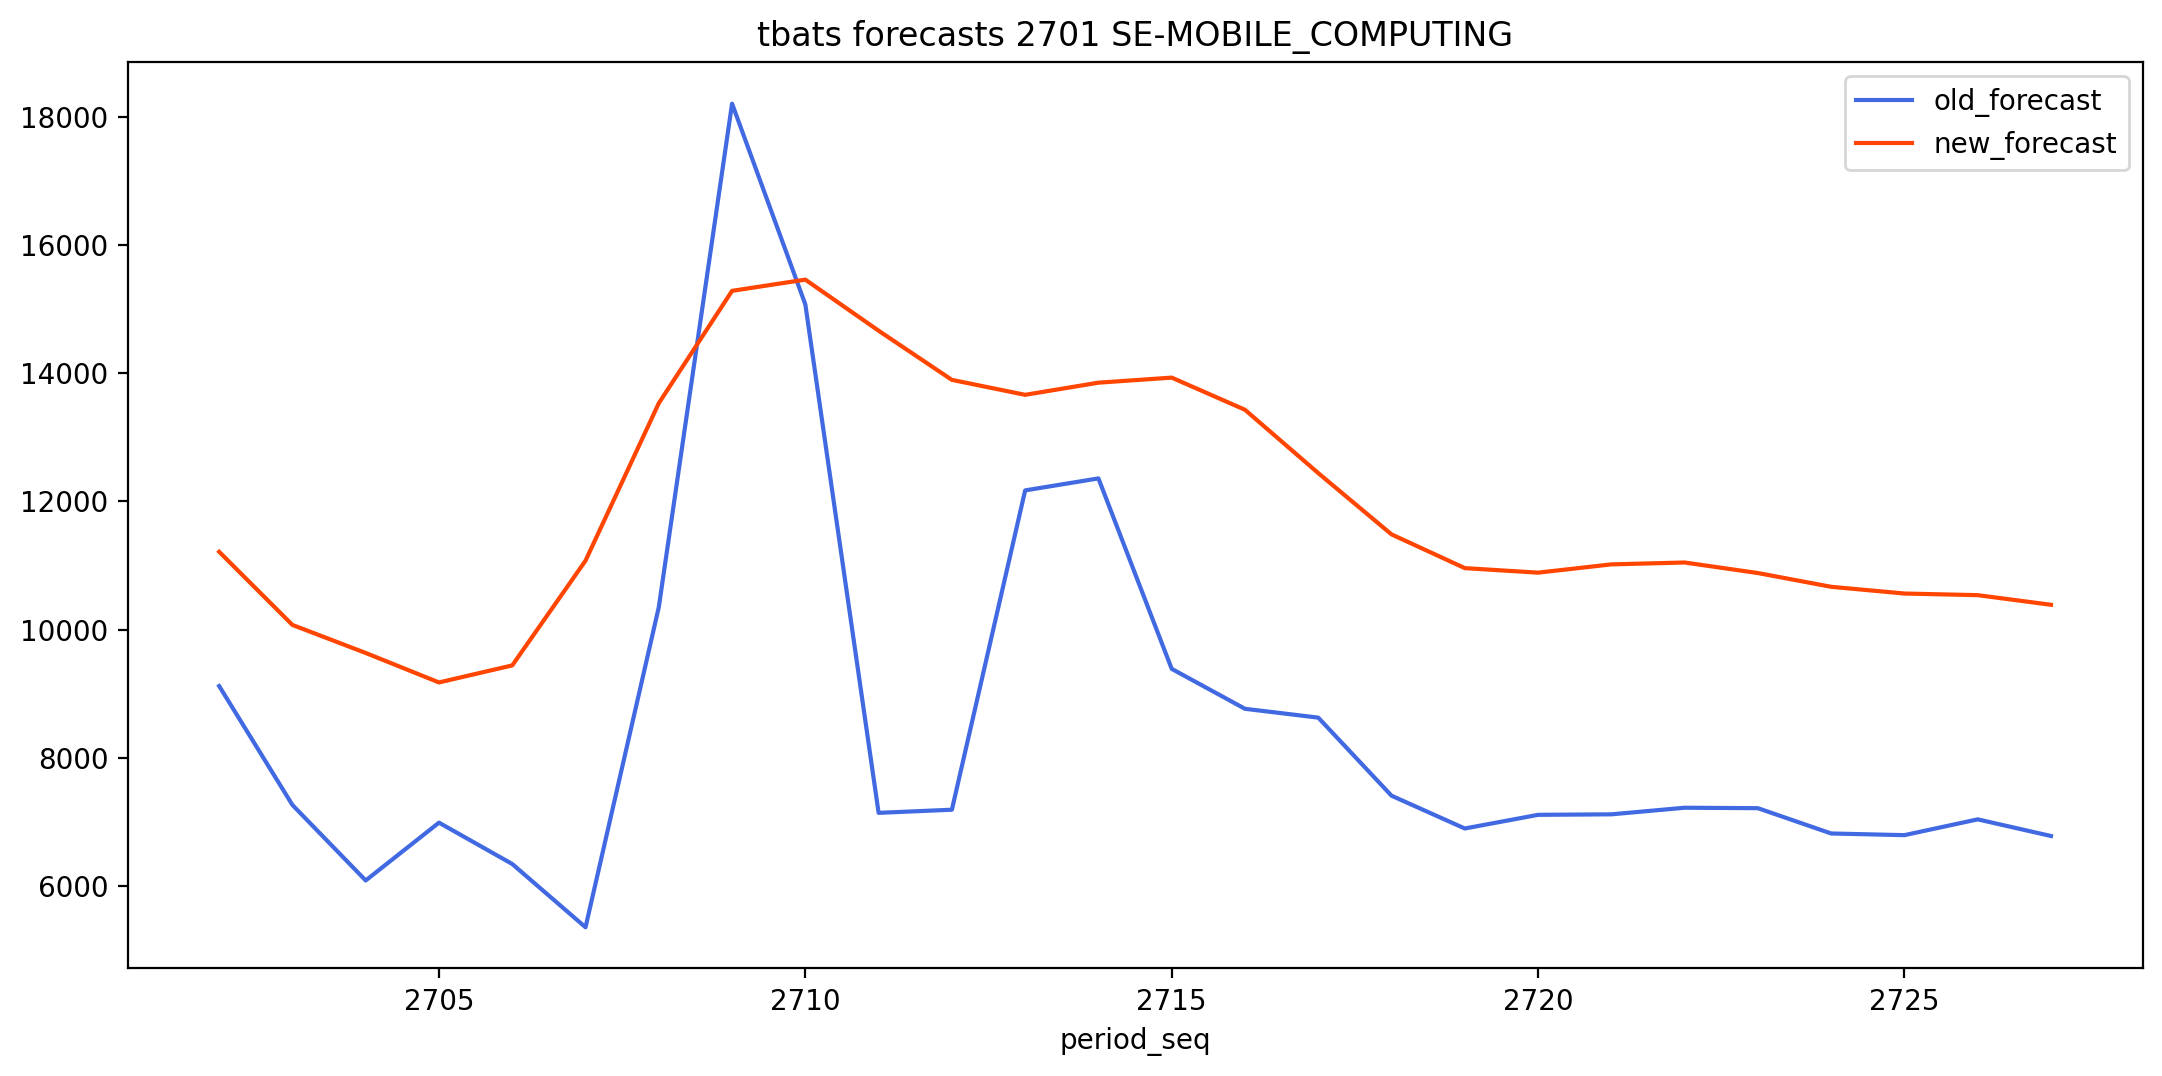 tbats forecasts 2701 SE-MOBILE_COMPUTING
old_forecast
new_forecast
18000
16000
14000
12000
10000
8000
6000
2705 2710 2715 2720 2725
period_seq